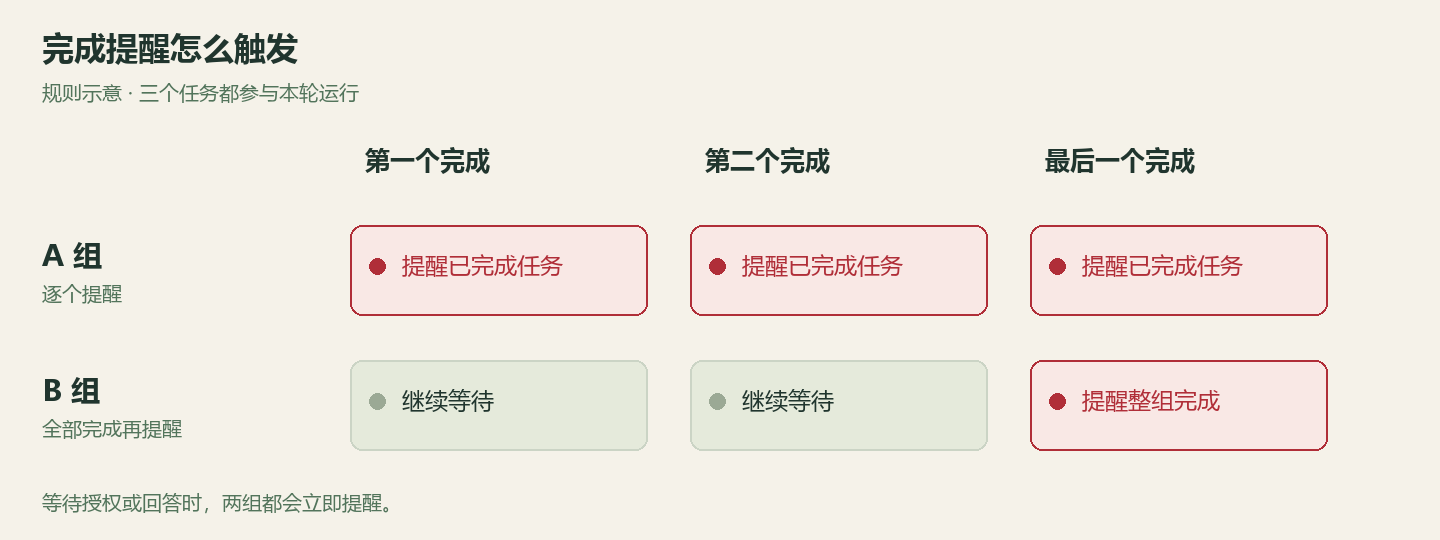 完成提醒怎么触发
规则示意 · 三个任务都参与本轮运行
第一个完成
第二个完成
最后一个完成
A 组
逐个提醒
提醒已完成任务
提醒已完成任务
提醒已完成任务
B 组
全部完成再提醒
继续等待
继续等待
提醒整组完成
等待授权或回答时，两组都会立即提醒。